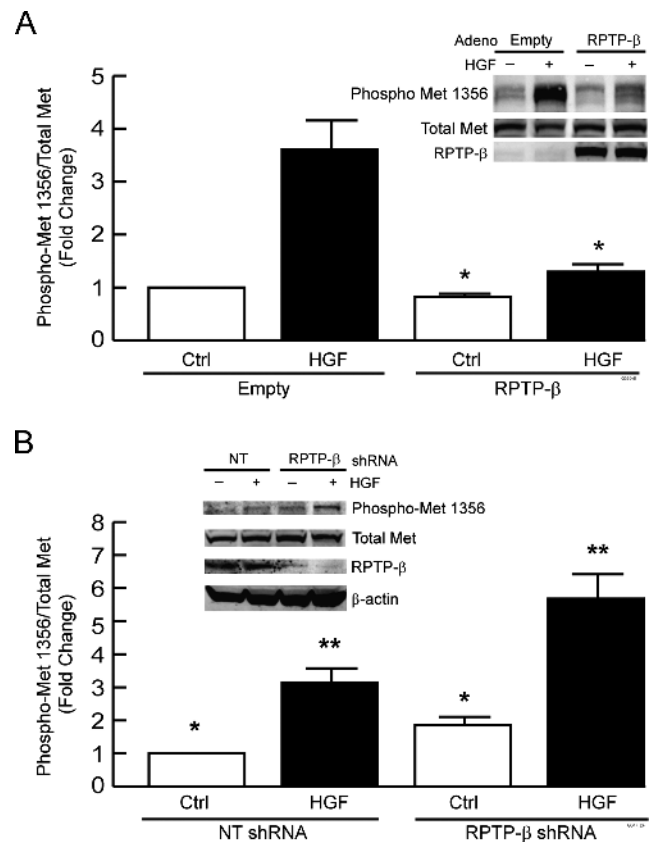 A
Adeno Empty RPTP-β
HGF – + – +
Phospho Met 1356
Total Met
RPTP-β
Phospho-Met 1356/Total Met
(Fold Change)
5
4
3
2
1
0
* *
Ctrl HGF Ctrl HGF
Empty RPTP-β
B
NT RPTP-β shRNA
– + – + HGF
Phospho-Met 1356
Total Met
RPTP-β
β-actin
Phospho-Met 1356/Total Met
(Fold Change)
8
7
6
5
4
3
2
1
0
* ** * **
Ctrl HGF Ctrl HGF
NT shRNA RPTP-β shRNA